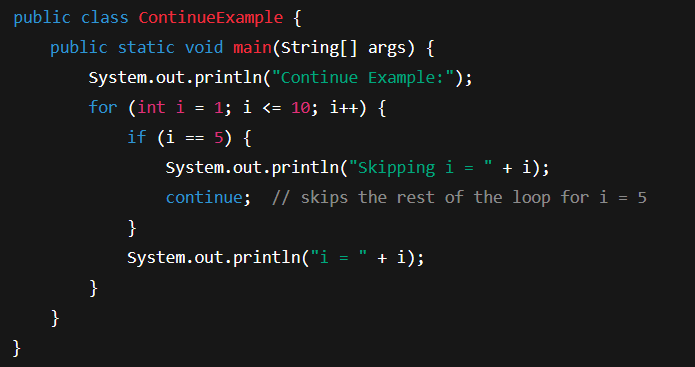 public class ContinueExample {
    public static void main(String[] args) {
        System.out.println("Continue Example:");
        for (int i = 1; i <= 10; i++) {
            if (i == 5) {
                System.out.println("Skipping i = " + i);
                continue;  // skips the rest of the loop for i = 5
            }
            System.out.println("i = " + i);
        }
    }
}